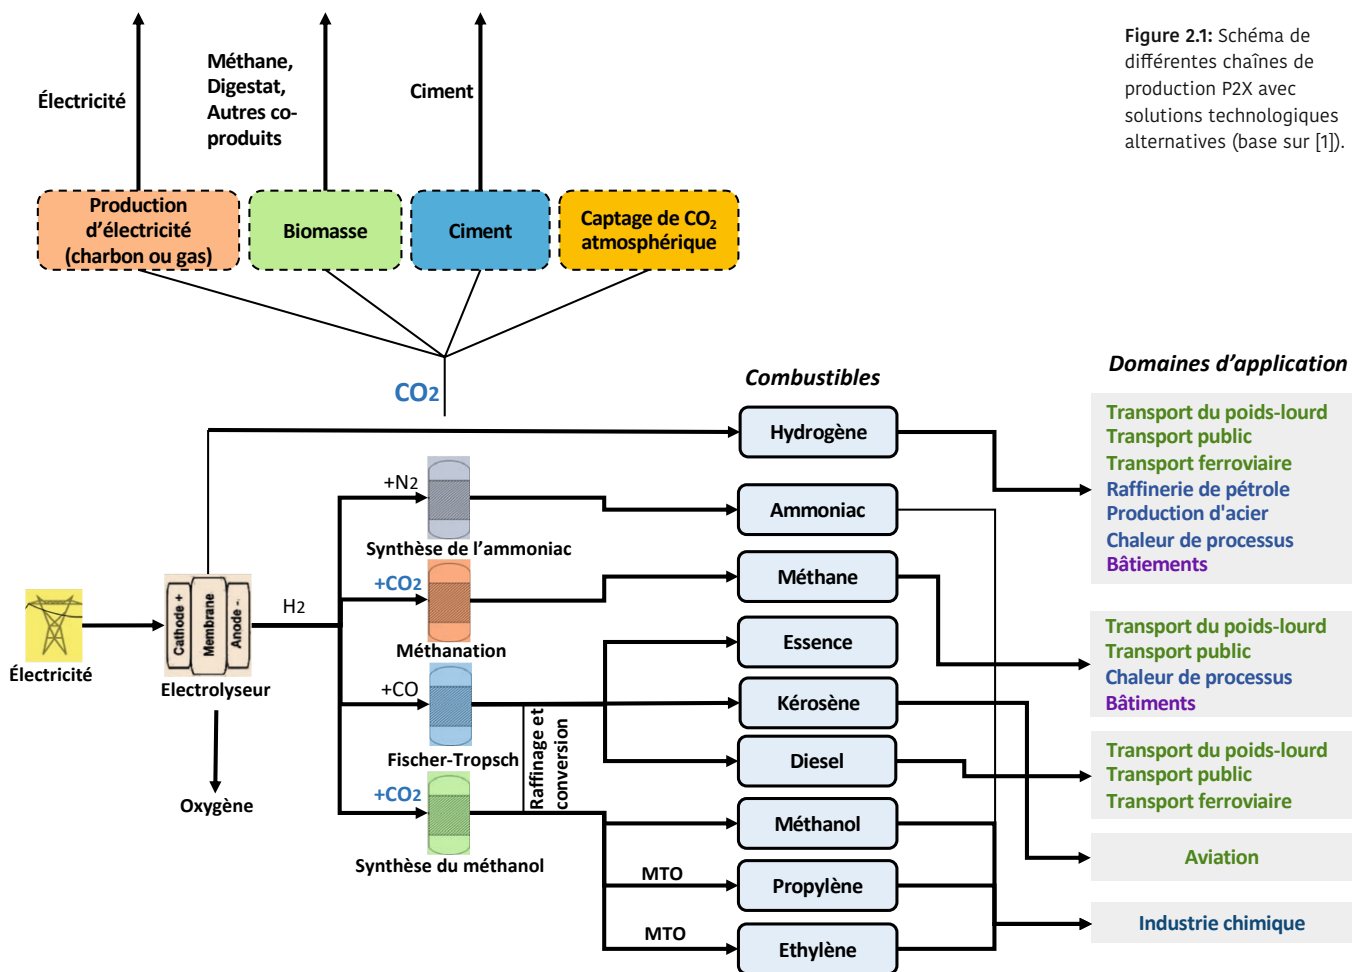 Figure 2.1: Schéma de
différentes chaînes de
production P2X avec
solutions technologiques
alternatives (base sur [1]).
Électricité
Méthane,
Digestat,
Autres co-
produits
Ciment
Production
d'électricité
(charbon ou gas)
Biomasse
Ciment
Captage de CO2
atmosphérique
CO2
Combustibles
Domaines d'application
Hydrogène
Transport du poids-lourd
Transport public
Transport ferroviaire
Raffinerie de pétrole
Production d'acier
Chaleur de processus
Bâtiements
+N2
Synthèse de l'ammoniac
Ammoniac
+CO2
Méthanation
Méthane
Électricité
Cathode +
Membrane
Anode -
Electrolyseur
H2
Oxygène
Essence
Transport du poids-lourd
Transport public
Chaleur de processus
Bâtiments
+CO
Fischer-Tropsch
Raffinage et
conversion
Kérosène
Diesel
Transport du poids-lourd
Transport public
Transport ferroviaire
+CO2
Synthèse du méthanol
Méthanol
Aviation
MTO
Propylène
Industrie chimique
MTO
Ethylène